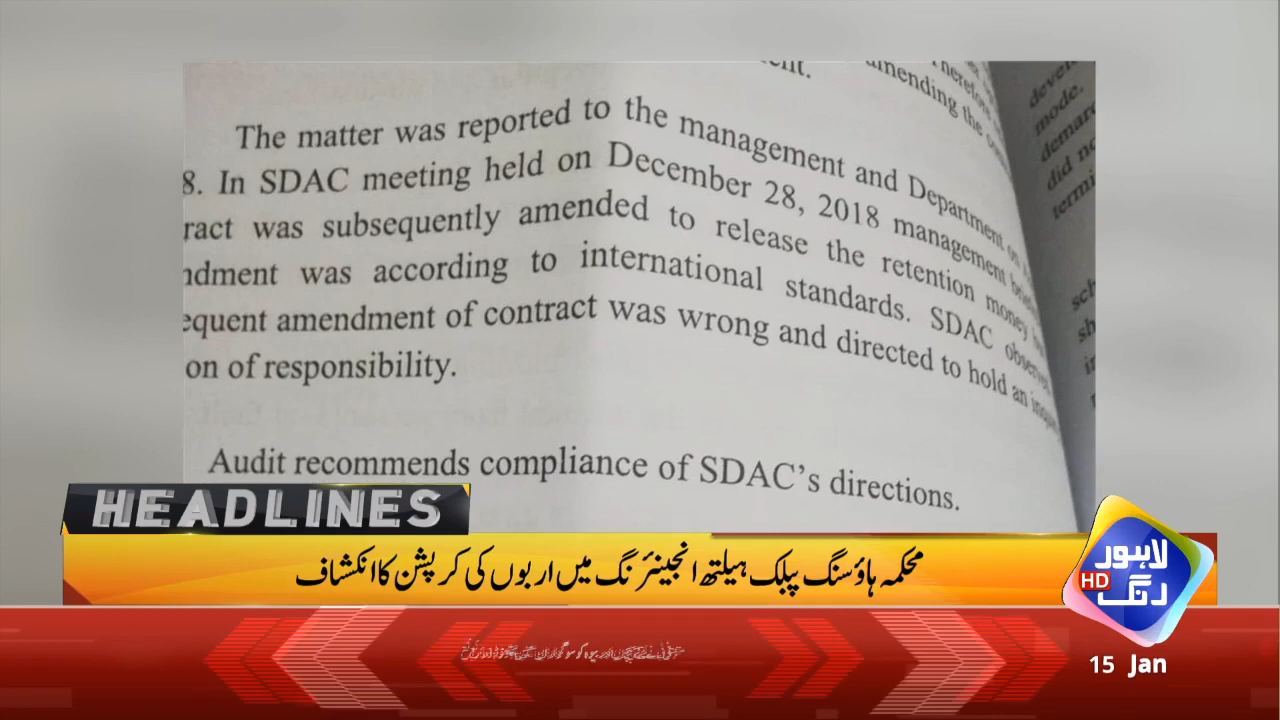 amending the
The matter was reported to the management and Department on
8. In SDAC meeting held on December 28, 2018 management
ract was subsequently amended to release the retention money
ndment was according to international standards. SDAC
equent amendment of contract was wrong and directed to hold an
on of responsibility.
Audit recommends compliance of SDAC’s directions.
HEADLINES
محکمہ ہاؤسنگ پبلک ہیلتھ انجینئرنگ میں اربوں کی کرپشن کا انکشاف
لاہور
HD
رنگ
15 Jan